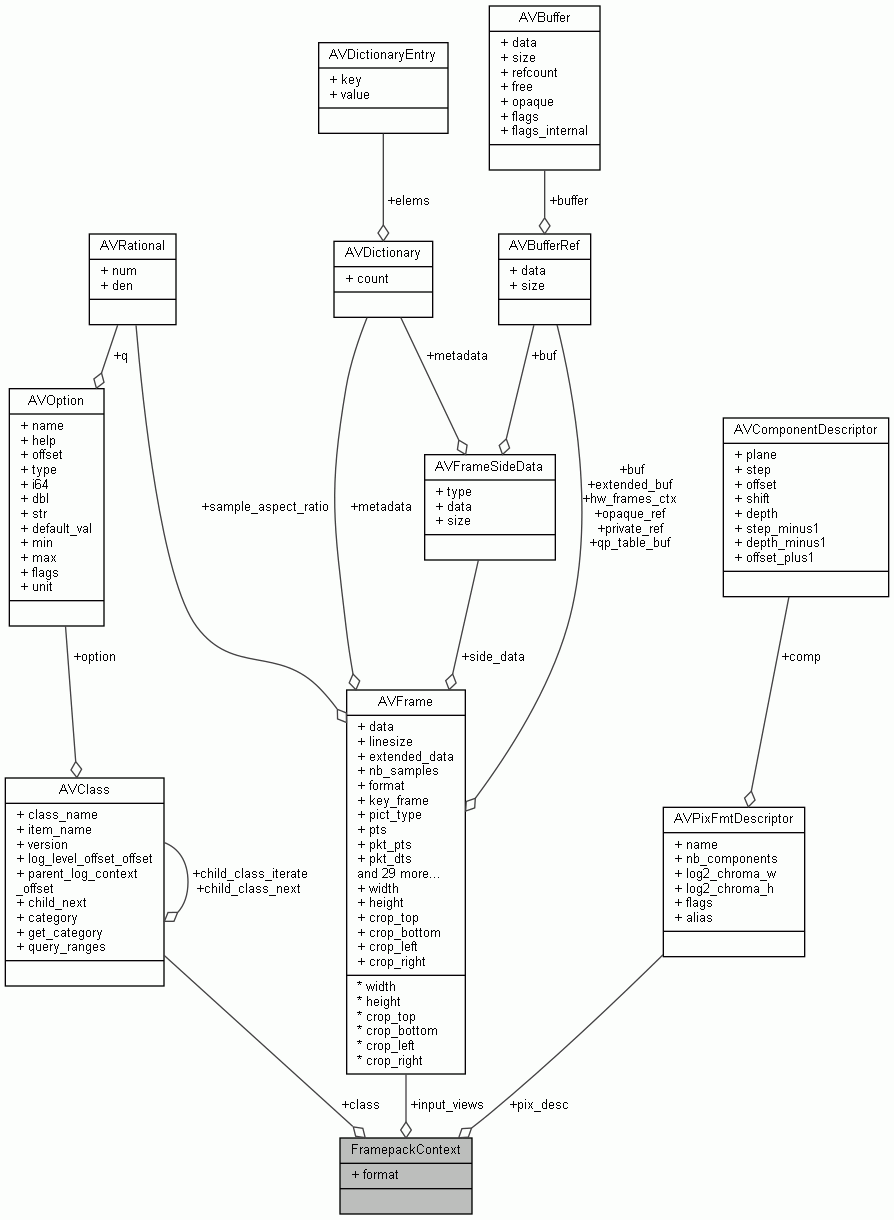 AVBuffer
+ data
+ size
+ refcount
+ free
+ opaque
+ flags
+ flags_internal
AVDictionaryEntry
+ key
+ value
+elems
+buffer
AVRational
+ num
+ den
AVDictionary
+ count
AVBufferRef
+ data
+ size
+q
+metadata
+buf
AVOption
+ name
+ help
+ offset
+ type
+ i64
+ dbl
+ str
+ default_val
+ min
+ max
+ flags
+ unit
+sample_aspect_ratio
+metadata
AVFrameSideData
+ type
+ data
+ size
+buf
+extended_buf
+hw_frames_ctx
+opaque_ref
+private_ref
+qp_table_buf
AVComponentDescriptor
+ plane
+ step
+ offset
+ shift
+ depth
+ step_minus1
+ depth_minus1
+ offset_plus1
+option
+side_data
+comp
AVFrame
+ data
+ linesize
+ extended_data
+ nb_samples
+ format
+ key_frame
+ pict_type
+ pts
+ pkt_pts
+ pkt_dts
and 29 more...
+ width
+ height
+ crop_top
+ crop_bottom
+ crop_left
+ crop_right
* width
* height
* crop_top
* crop_bottom
* crop_left
* crop_right
AVClass
+ class_name
+ item_name
+ version
+ log_level_offset_offset
+ parent_log_context
_offset
+ child_next
+ category
+ get_category
+ query_ranges
+child_class_iterate
+child_class_next
AVPixFmtDescriptor
+ name
+ nb_components
+ log2_chroma_w
+ log2_chroma_h
+ flags
+ alias
+class
+input_views
+pix_desc
FramepackContext
+ format